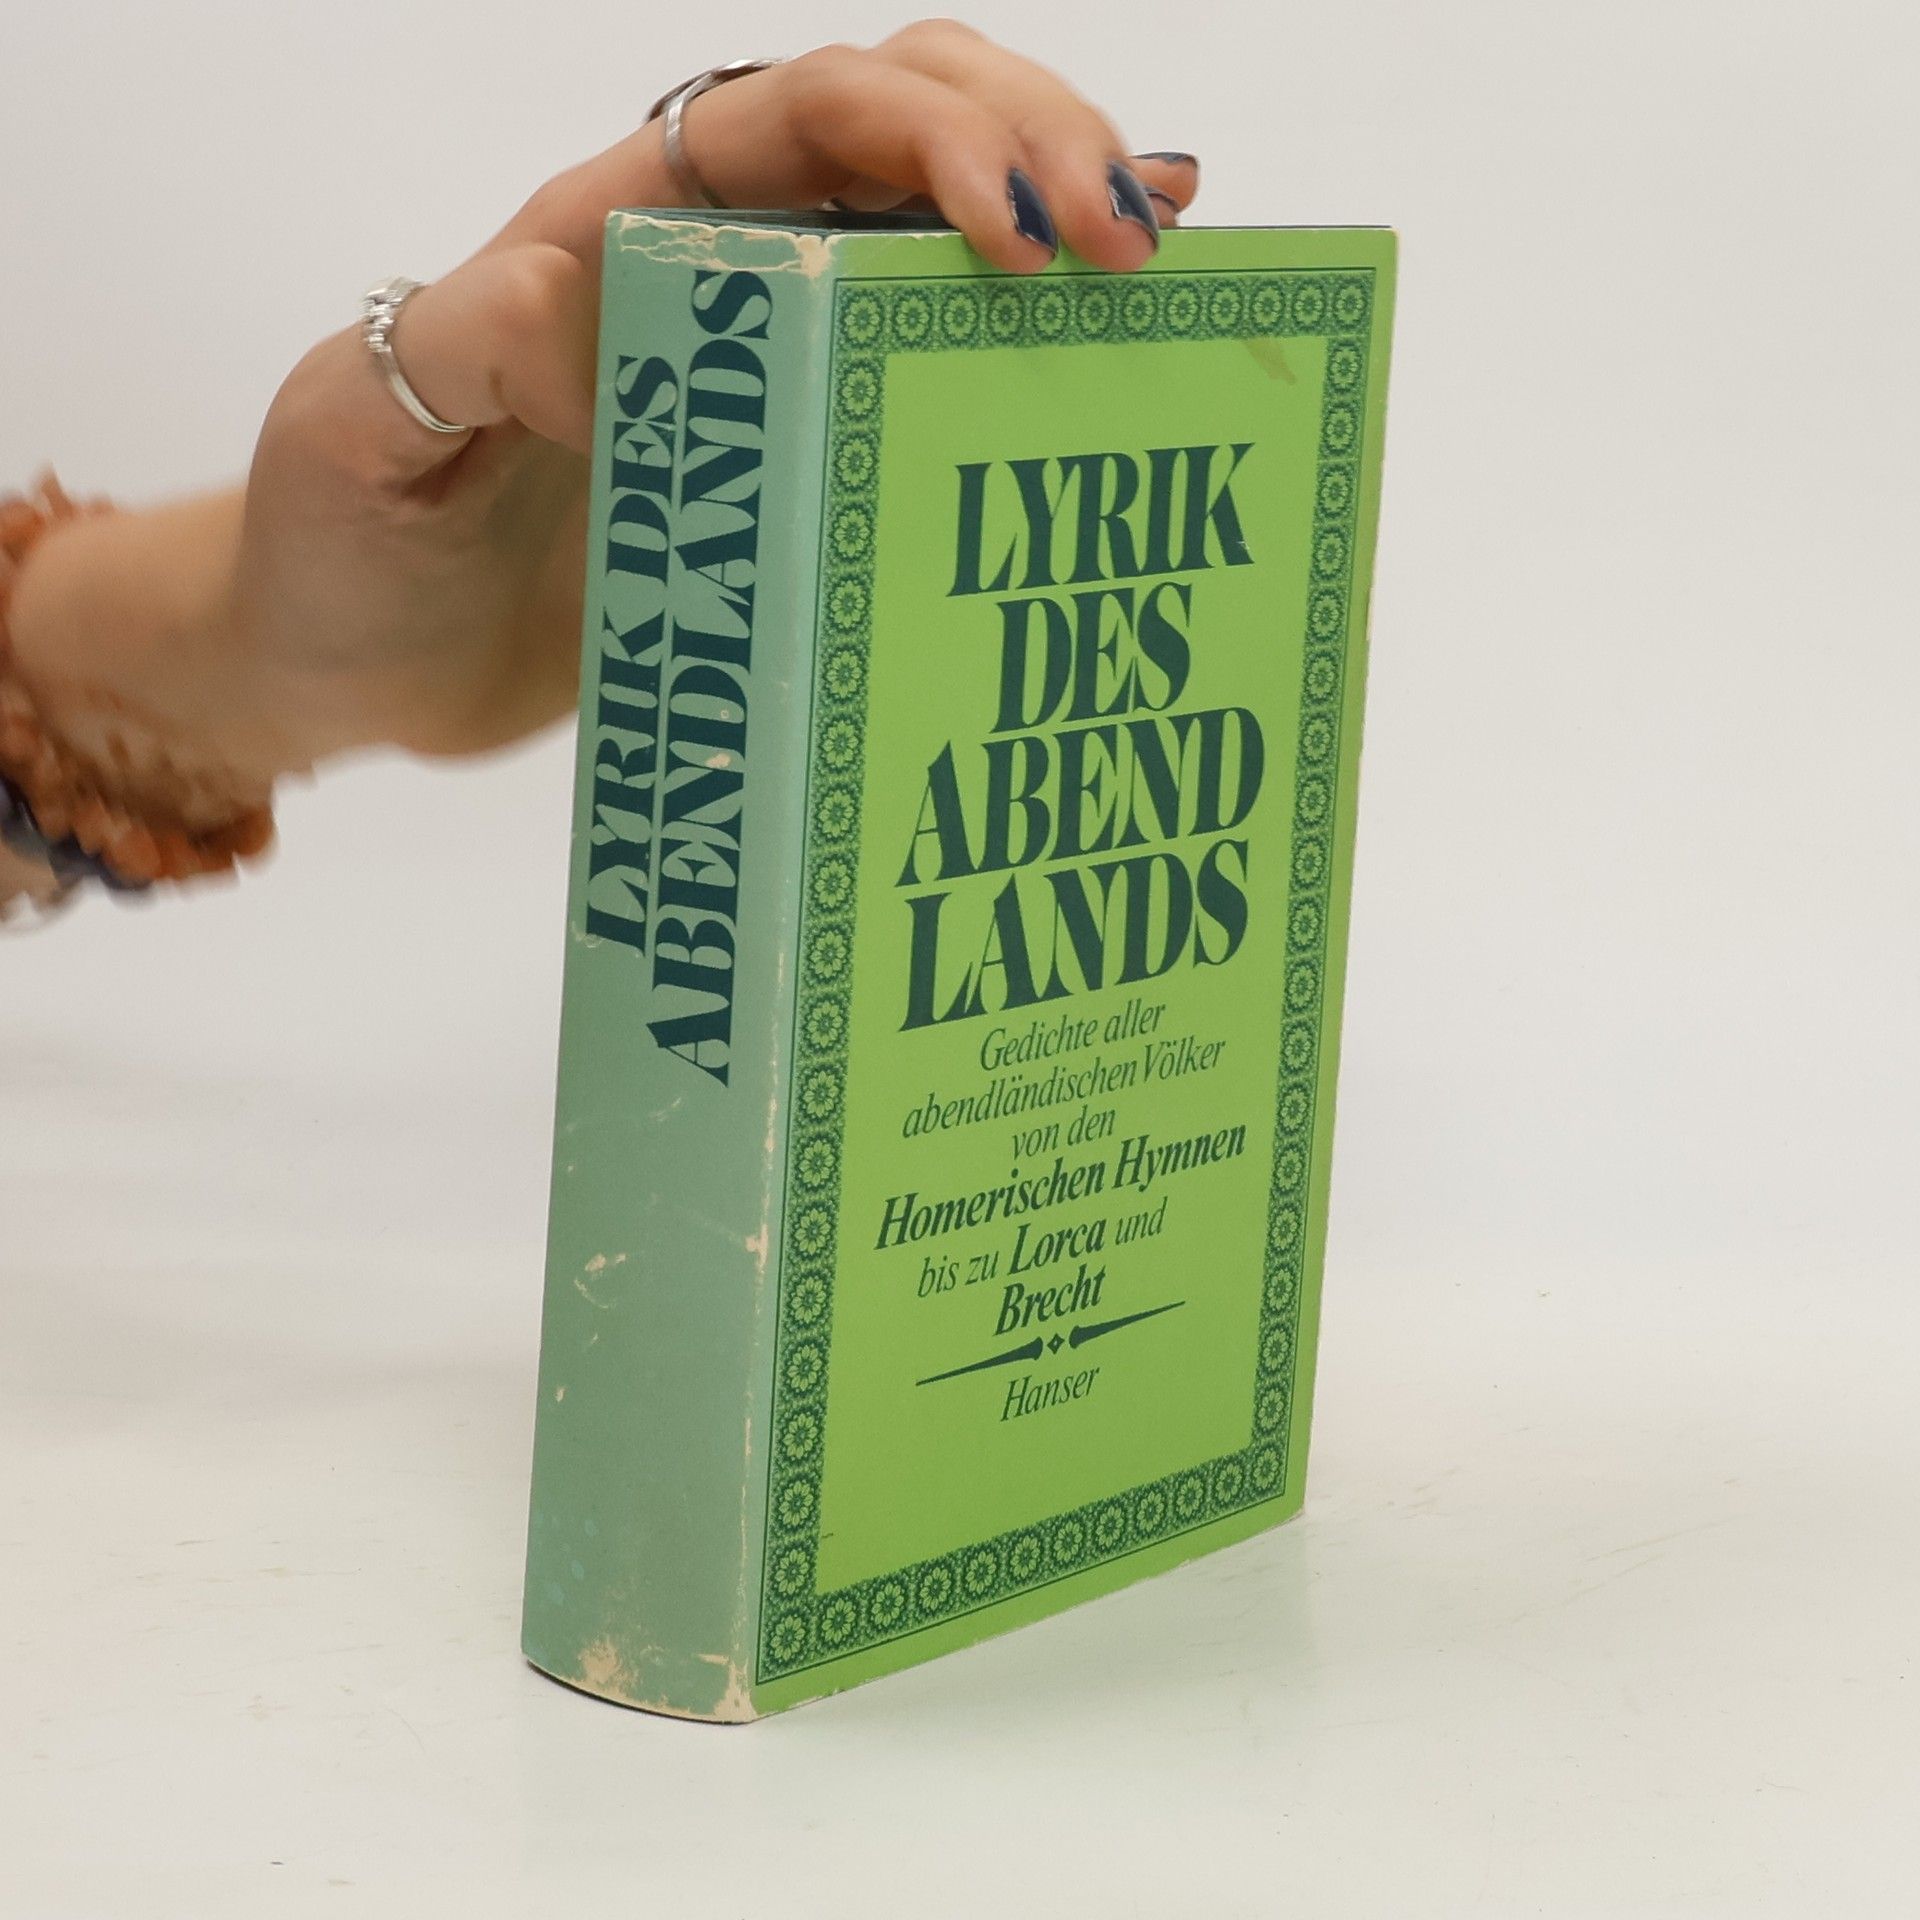 LYRIK DES
ABENDLANDS
LYRIK
DES
ABEND
LANDS
Gedichte aller
abendländischen Völker
von den
Homerischen Hymnen
bis zu Lorca und
Brecht
Hanser